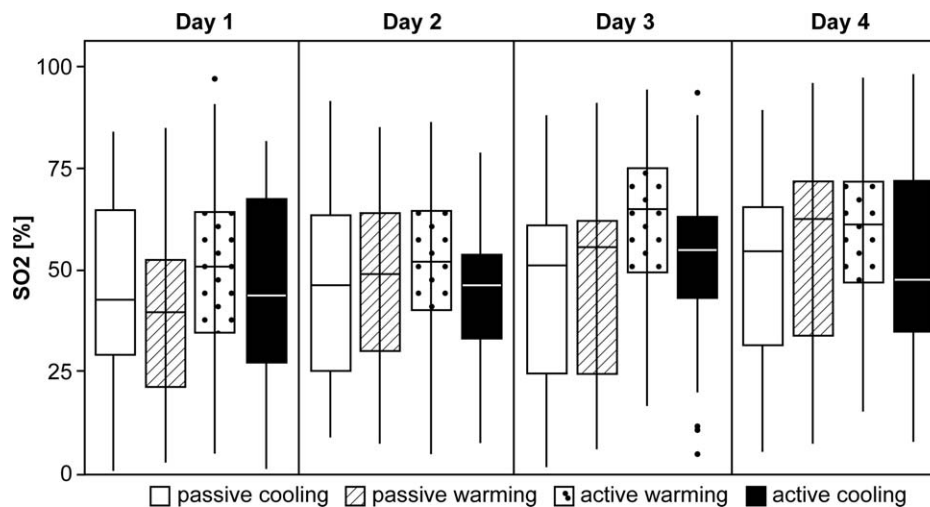 Day 1 Day 2 Day 3 Day 4
100
75
50
25
0
SO2 [%]
passive cooling passive warming active warming active cooling